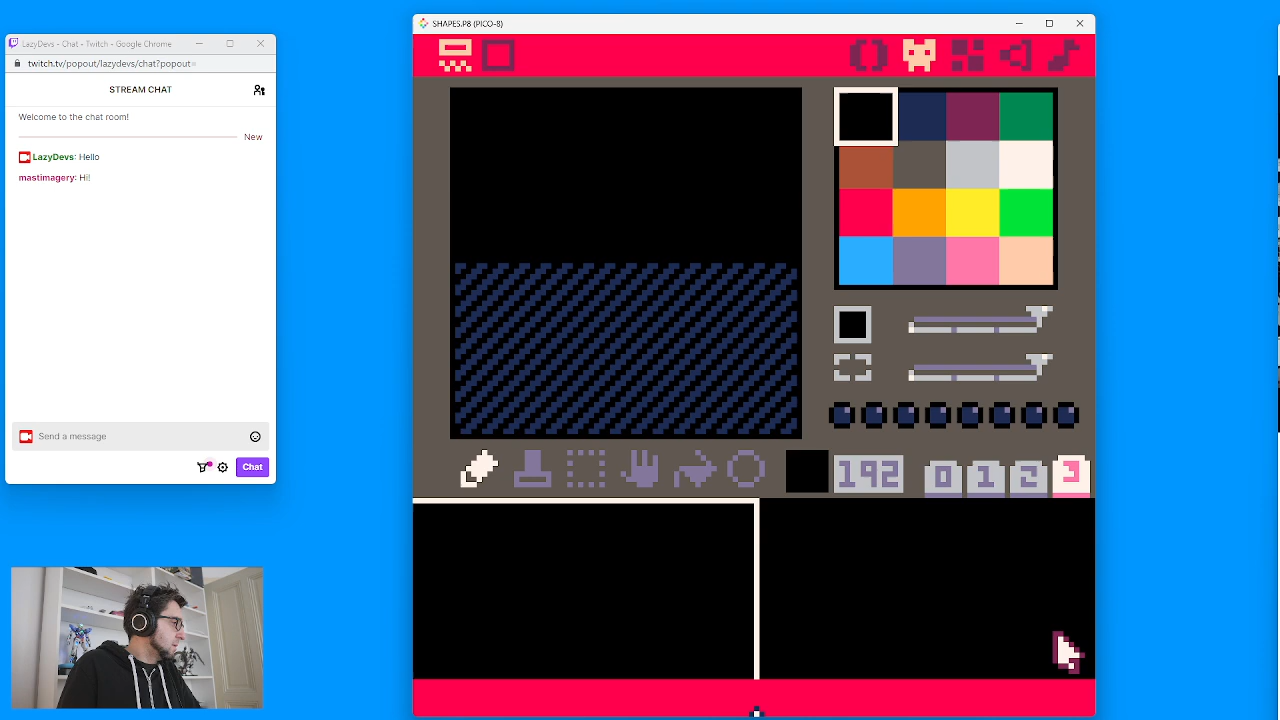 LazyDevs - Chat - Twitch - Google Chrome
twitch.tv/popout/lazydevs/chat?popout=
STREAM CHAT
Welcome to the chat room!
New
LazyDevs: Hello
mastimagery: Hi!
Send a message
Chat
SHAPES.P8 (PICO-8)
192
0
1
2
3